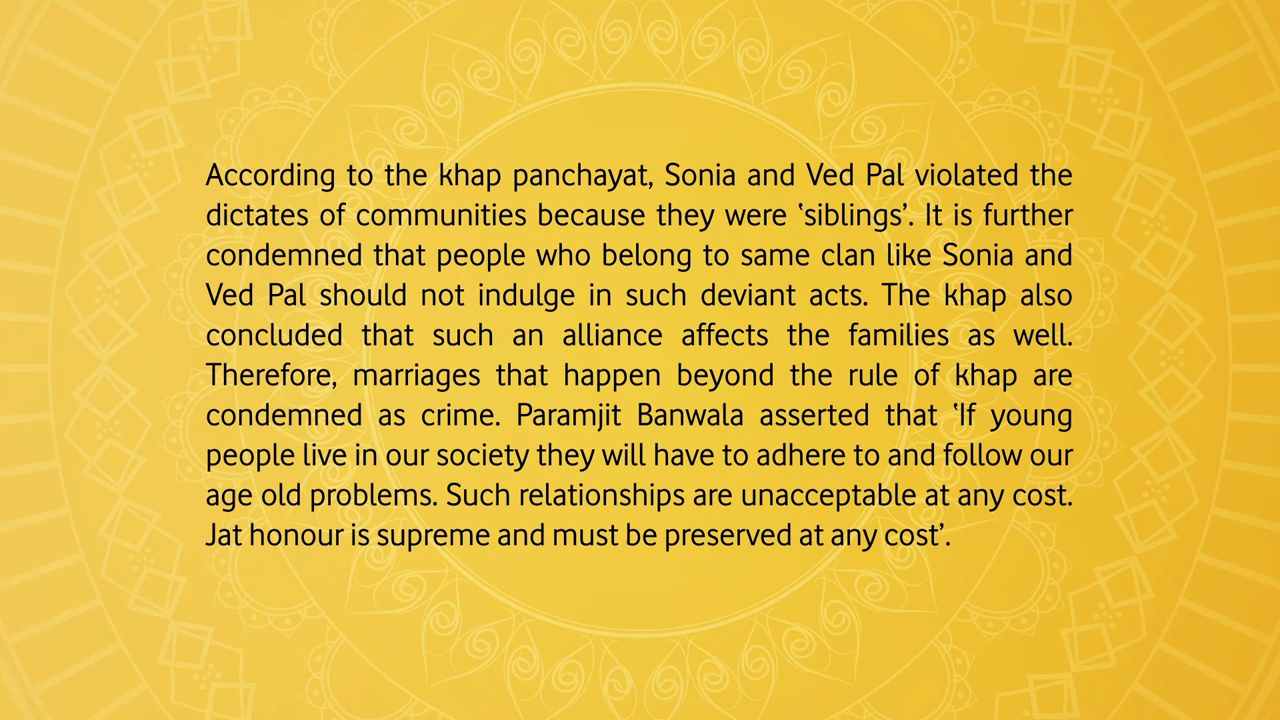 According to the khap panchayat, Sonia and Ved Pal violated the
dictates of communities because they were ‘siblings’. It is further
condemned that people who belong to same clan like Sonia and
Ved Pal should not indulge in such deviant acts. The khap also
concluded that such an alliance affects the families as well.
Therefore, marriages that happen beyond the rule of khap are
condemned as crime. Paramjit Banwala asserted that ‘If young
people live in our society they will have to adhere to and follow our
age old problems. Such relationships are unacceptable at any cost.
Jat honour is supreme and must be preserved at any cost’.